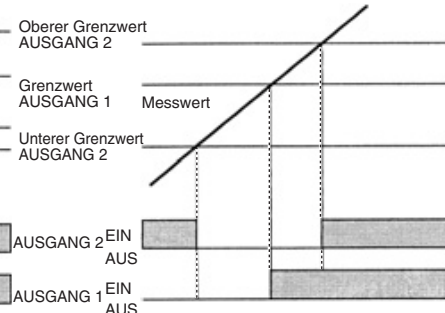 Oberer Grenzwert
AUSGANG 2
Grenzwert
AUSGANG 1
Messwert
Unterer Grenzwert
AUSGANG 2
AUSGANG 2 EIN
AUS
AUSGANG 1 EIN
AUS